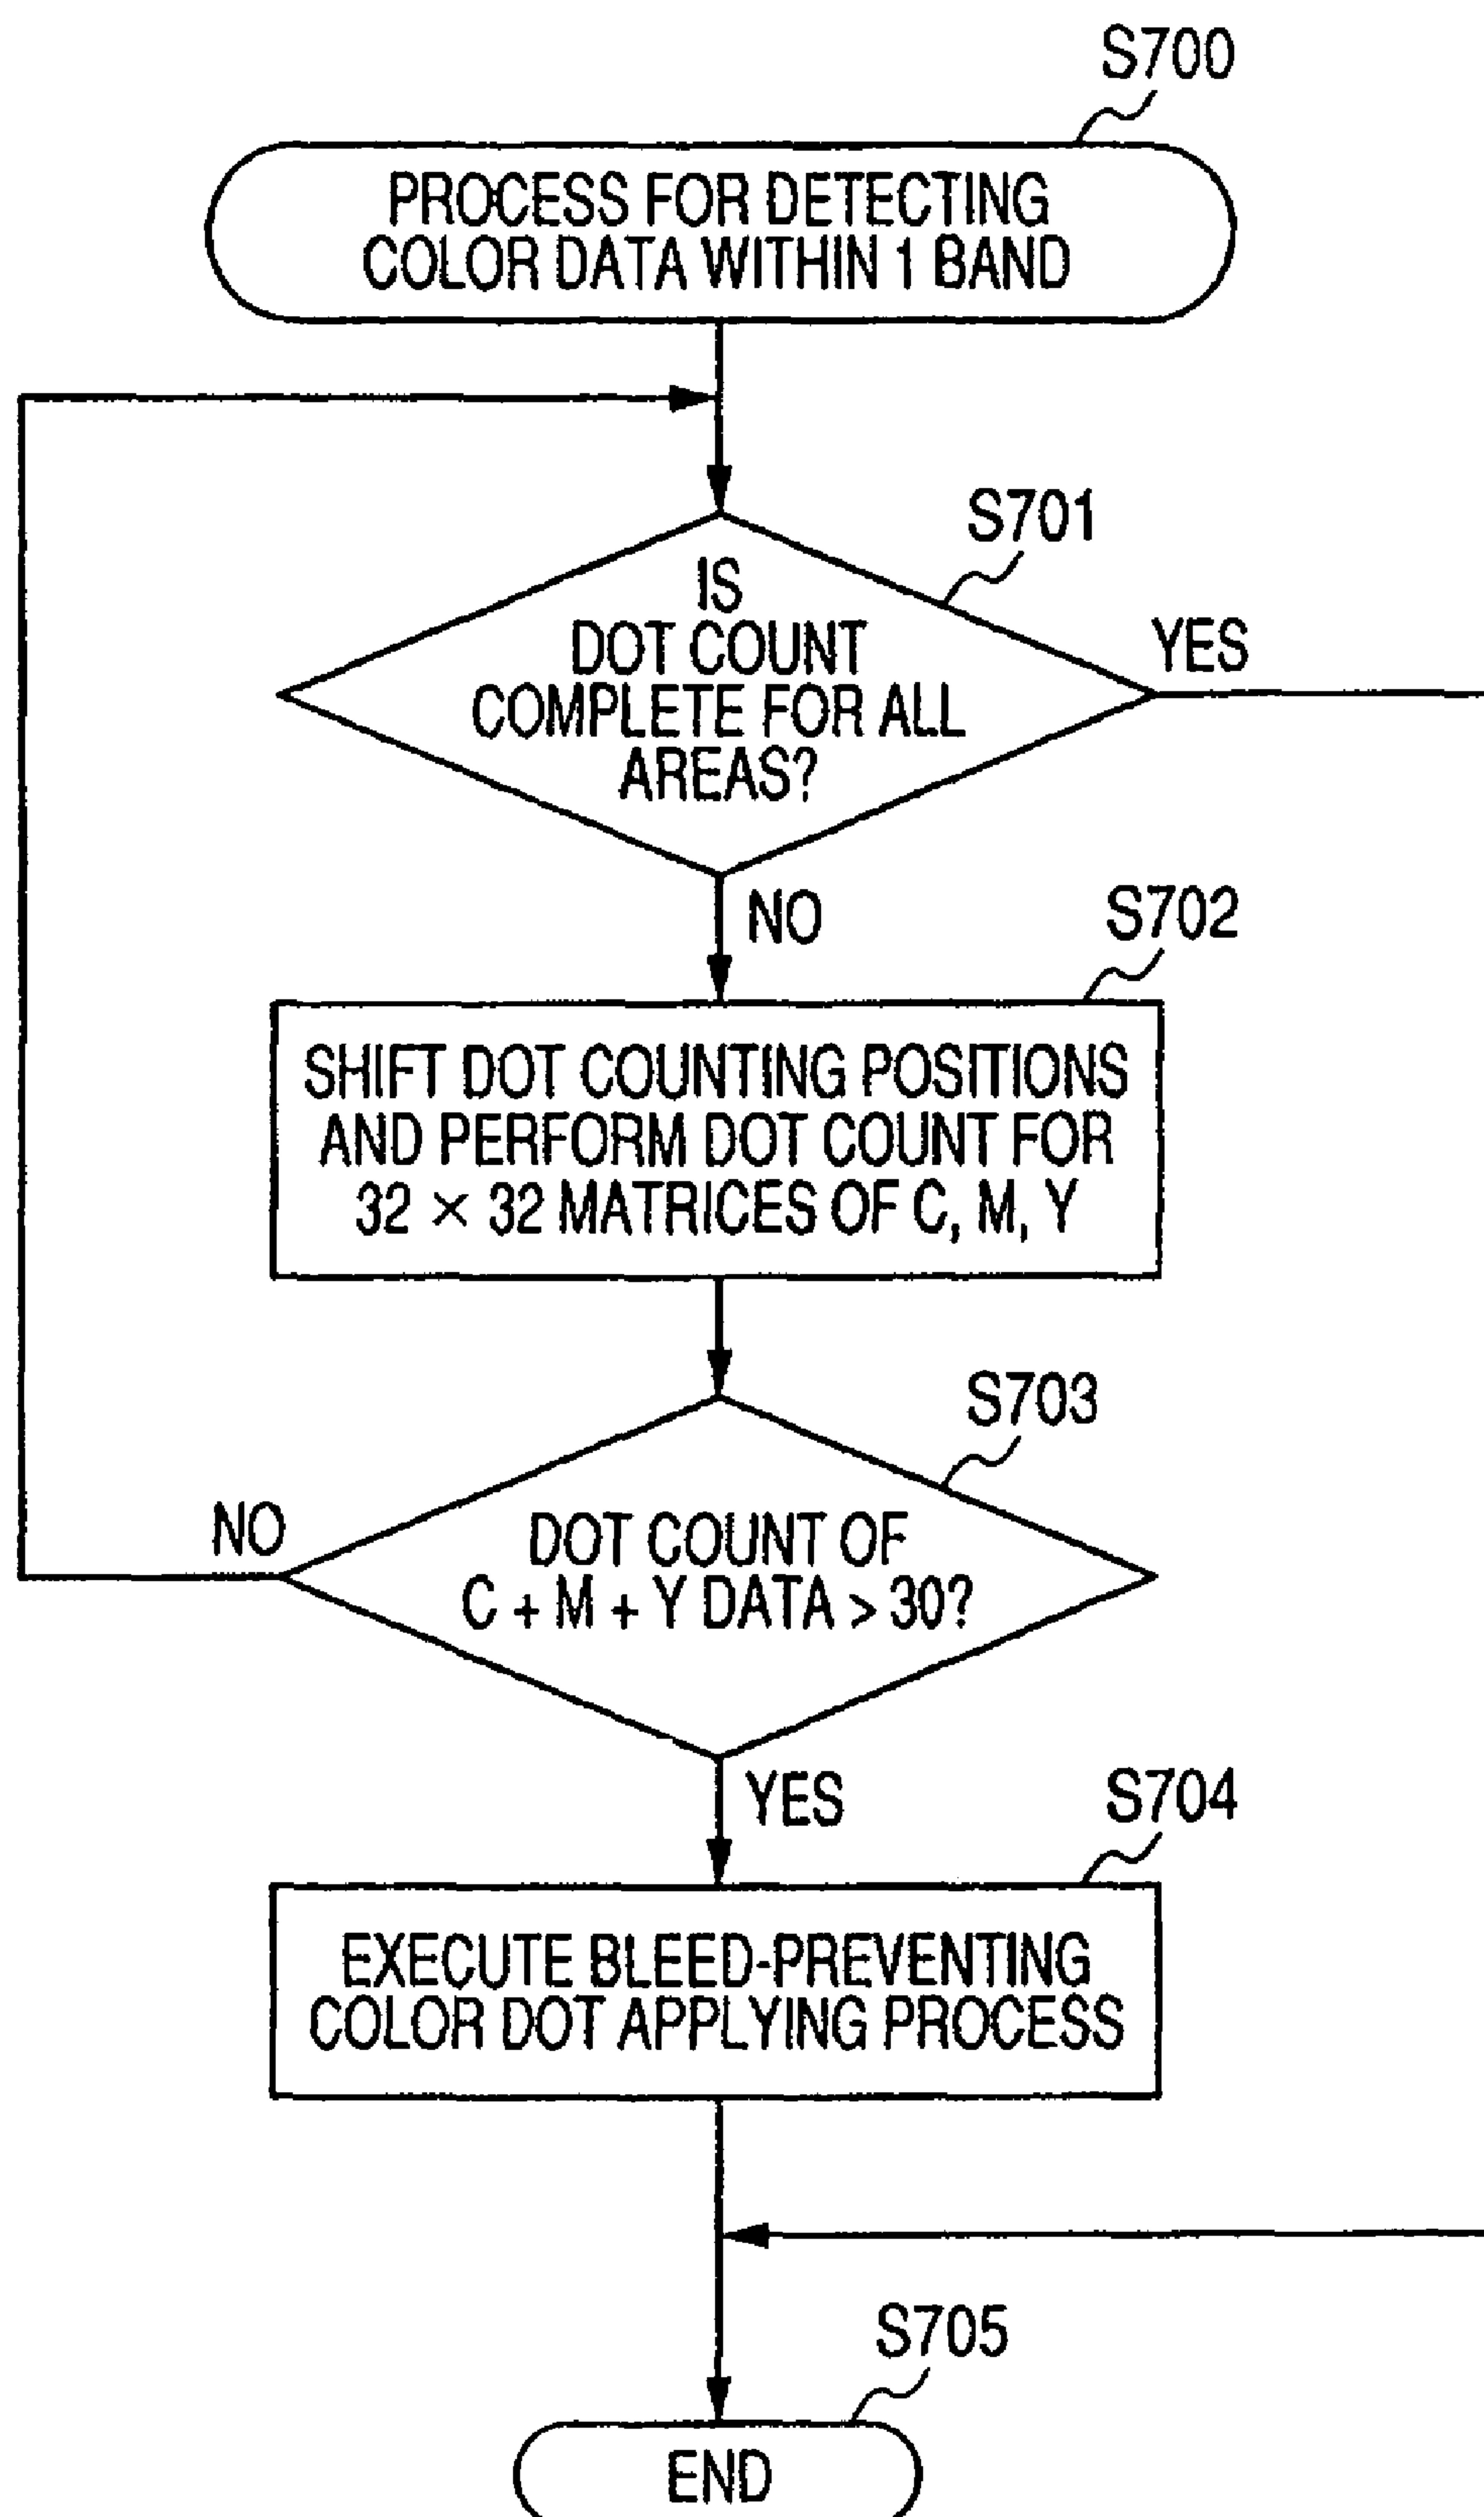 S700
PROCESS FOR DETECTING
COLOR DATA WITHIN 1 BAND
S701
IS
DOT COUNT
COMPLETE FOR ALL
AREAS?
YES
NO
S702
SHIFT DOT COUNTING POSITIONS
AND PERFORM DOT COUNT FOR
32 × 32 MATRICES OF C, M, Y
S703
NO
DOT COUNT OF
C + M + Y DATA > 30?
YES
S704
EXECUTE BLEED-PREVENTING
COLOR DOT APPLYING PROCESS
S705
END